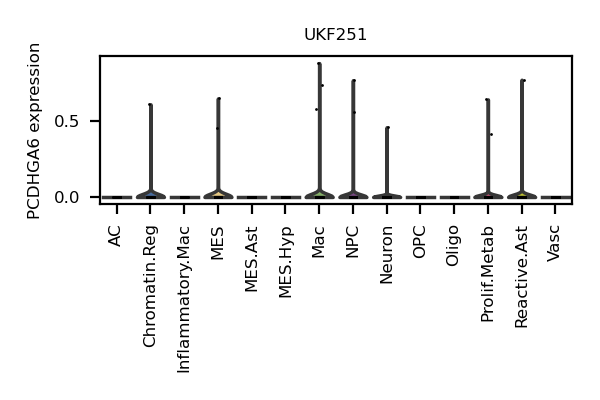 UKF251
PCDHGA6 expression
0.5
0.0
AC
Chromatin.Reg
Inflammatory.Mac
MES
MES.Ast
MES.Hyp
Mac
NPC
Neuron
OPC
Oligo
Prolif.Metab
Reactive.Ast
Vasc